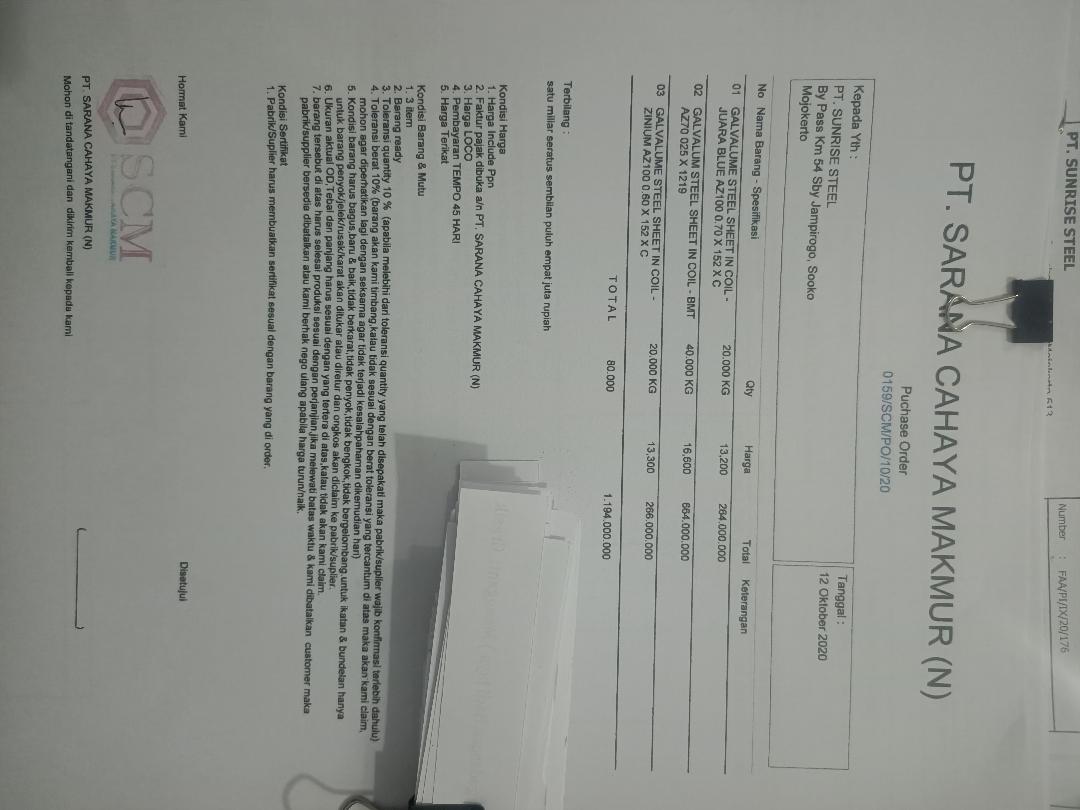 PT. SUNRISE STEEL
Number : FAA/PI/IX/20/176
PT. SARANA CAHAYA MAKMUR (N)
Puchase Order
0159/SCM/PO/10/20
Kepada Yth :
PT. SUNRISE STEEL
By Pass Km 54 Sby Jampirogo, Sooko
Mojokerto
Tanggal :
12 Oktober 2020
No Nama Barang - Spesifikasi Qty Harga Total Keterangan
01 GALVALUME STEEL SHEET IN COIL - 20.000 KG 13,200 264.000.000
JUARA BLUE AZ100 0.70 X 152 X C
02 GALVALUM STEEL SHEET IN COIL - BMT 40.000 KG 16,600 664.000.000
AZ70 025 X 1219
03 GALVALUME STEEL SHEET IN COIL - 20.000 KG 13,300 266.000.000
ZINIUM AZ100 0.60 X 152 X C
T O T A L 80.000 1.194.000.000
Terbilang :
satu miliar seratus sembilan puluh empat juta rupiah
Kondisi Harga
1. Harga Include Ppn
2. Faktur pajak dibuka a/n PT. SARANA CAHAYA MAKMUR (N)
3. Harga LOCO
4. Pembayaran TEMPO 45 HARI
5. Harga Terikat
Kondisi Barang & Mutu
1. 3 item
2. Barang ready
3. Toleransi quantity 10 % (apabila melebihi dari toleransi quantity yang telah disepakati maka pabrik/suplier wajib konfirmasi terlebih dahulu)
4. Toleransi berat 10% (barang akan kami timbang,kalau tidak sesuai dengan berat toleransi yang tercantum di atas maka akan kami claim,
mohon agar diperhatikan lagi dengan seksama agar tidak terjadi kesalahpahaman dikemudian hari)
5. Kondisi barang harus bagus,baru & baik,tidak berkarat,tidak penyok,tidak bengkok,tidak bergelombang,untuk ikatan & bundelan hanya
untuk barang penyok/jelek/rusak/karat akan ditukar atau diretur dan ongkos akan diclaim ke pabrik/suplier.
6. Ukuran aktual OD,Tebal dan panjang harus sesuai dengan yang tertera di atas,kalau tidak akan kami claim.
7. barang tersebut di atas harus selesai produksi sesuai dengan perjanjian,jika melewati batas waktu & kami dibatalkan customer maka
pabrik/supplier bersedia dibatalkan atau kami berhak nego ulang apabila harga turun/naik.
Kondisi Sertifikat
1. Pabrik/Suplier harus membuatkan sertifikat sesuai dengan barang yang di order.
Hormat Kami Disetujui
SCM
PT. SARANA CAHAYA MAKMUR (N) ( )
Mohon di tandatangani dan dikirim kembali kepada kami